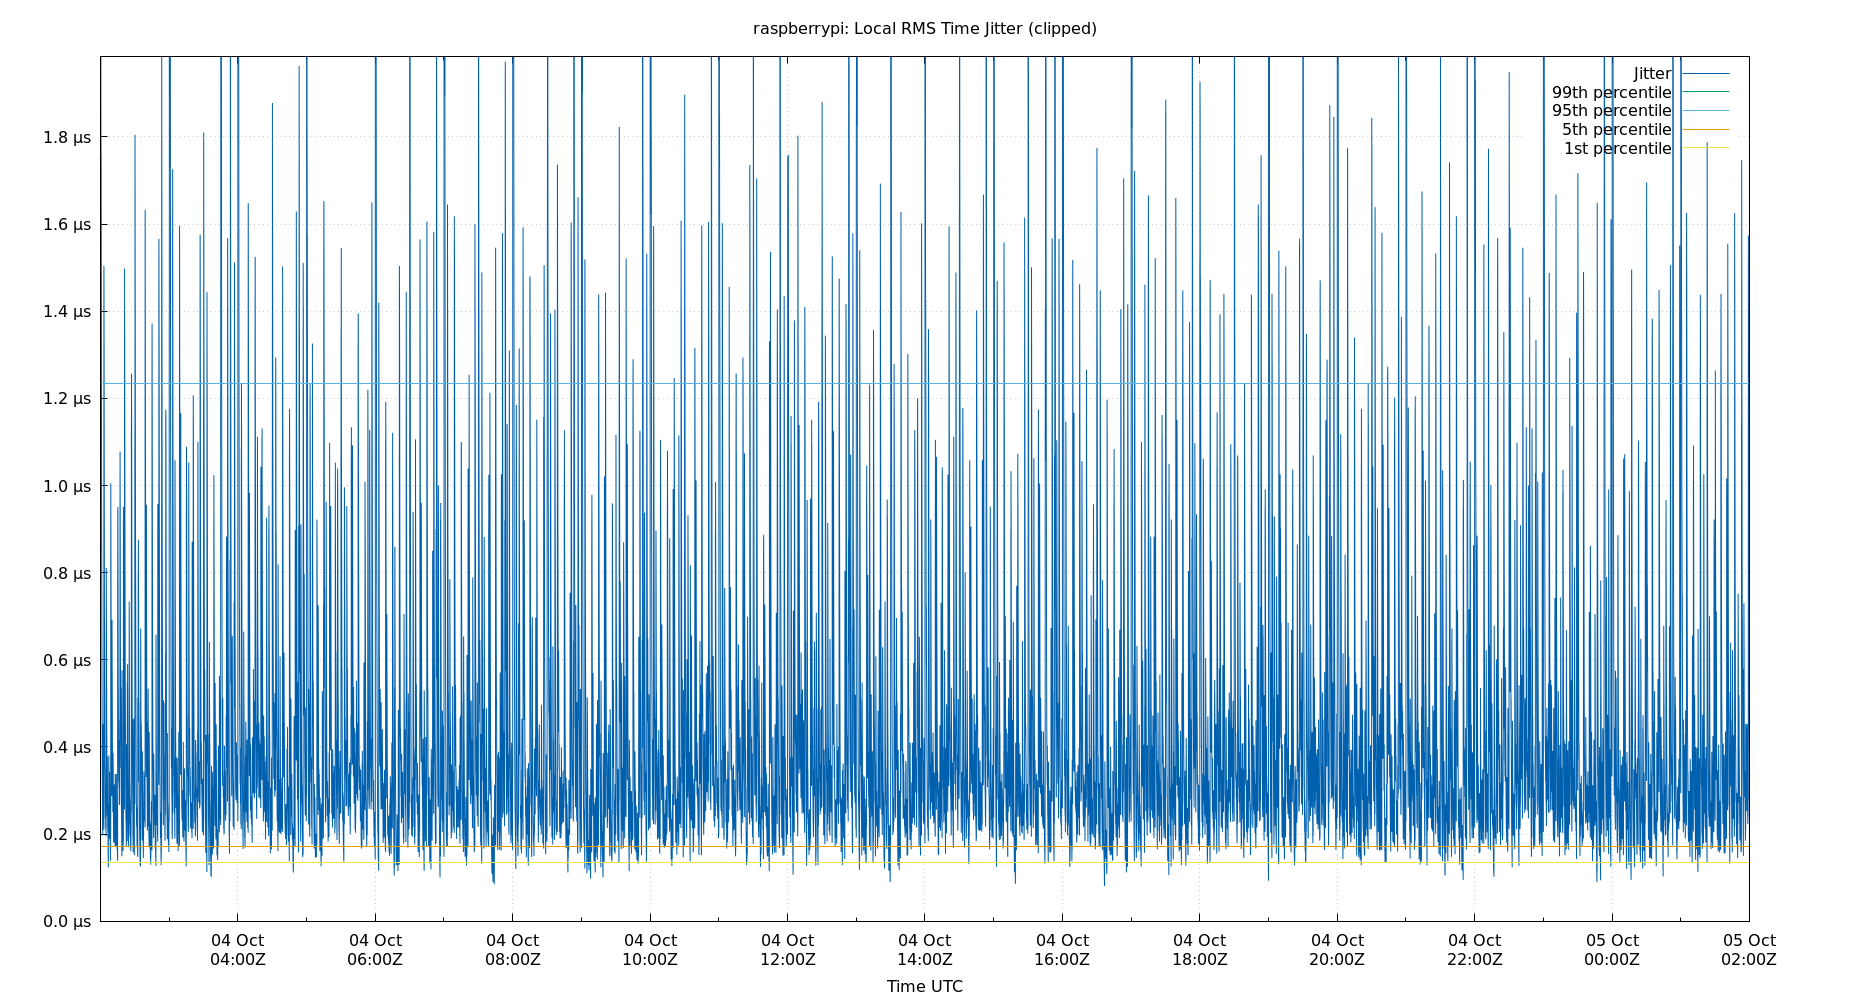 raspberrypi: Local RMS Time Jitter (clipped)
Jitter
99th percentile
95th percentile
5th percentile
1st percentile
1.8 μs
1.6 μs
1.4 μs
1.2 μs
1.0 μs
0.8 μs
0.6 μs
0.4 μs
0.2 μs
0.0 μs
04 Oct 04 Oct 04 Oct 04 Oct 04 Oct 04 Oct 04 Oct 04 Oct 04 Oct 04 Oct 05 Oct 05 Oct
04:00Z 06:00Z 08:00Z 10:00Z 12:00Z 14:00Z 16:00Z 18:00Z 20:00Z 22:00Z 00:00Z 02:00Z
Time UTC